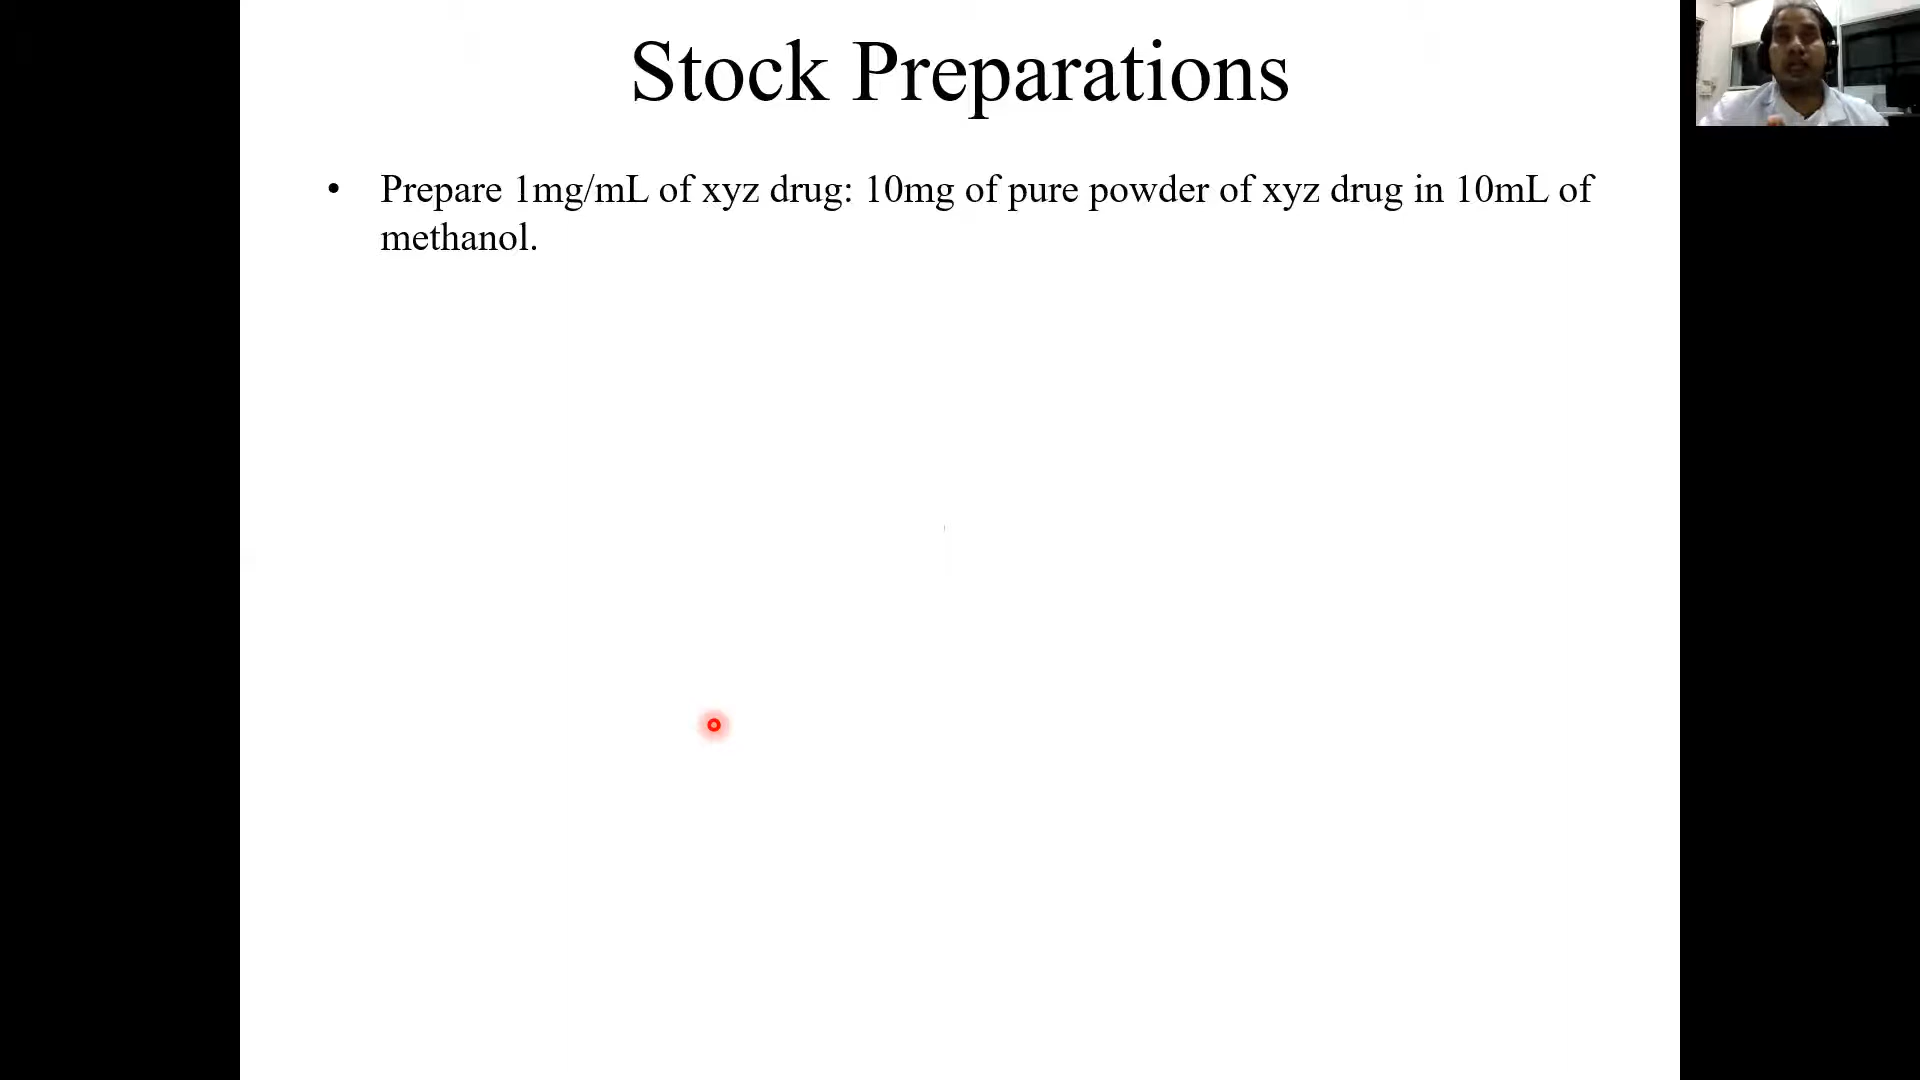 Stock Preparations
• Prepare 1mg/mL of xyz drug: 10mg of pure powder of xyz drug in 10mL of
methanol.